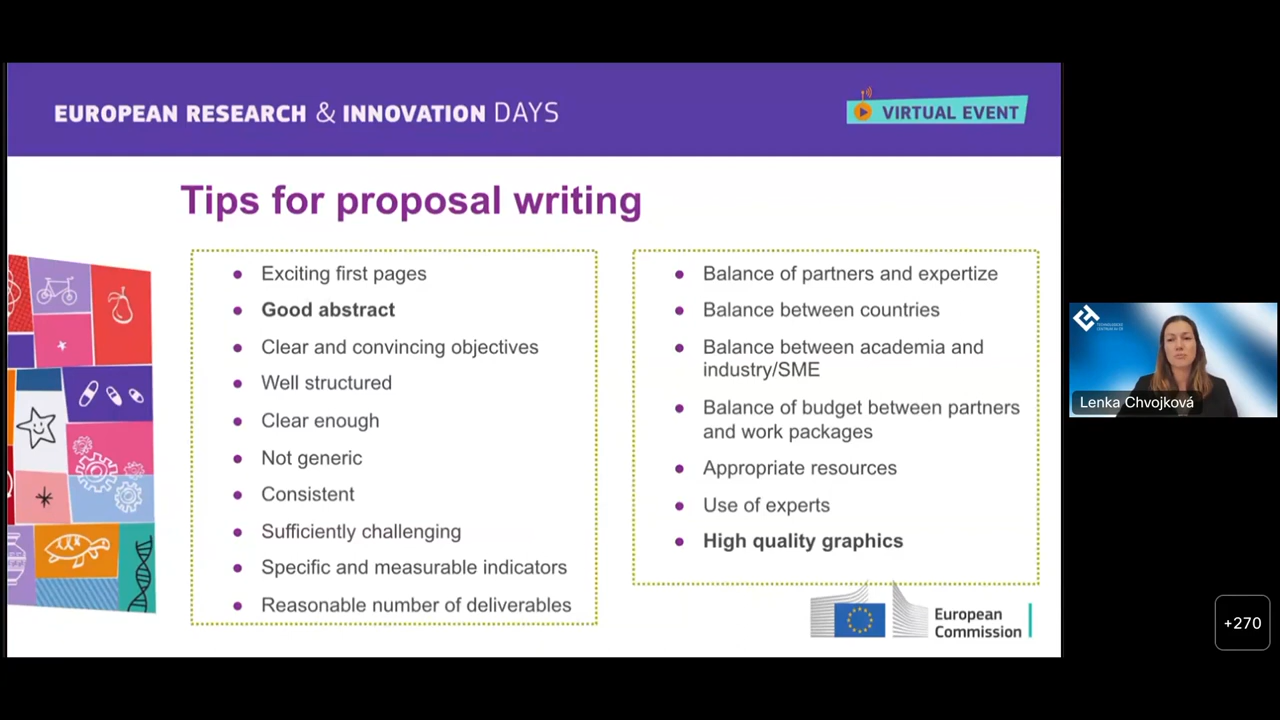 EUROPEAN RESEARCH & INNOVATION DAYS
VIRTUAL EVENT
Tips for proposal writing
Exciting first pages
Good abstract
Clear and convincing objectives
Well structured
Clear enough
Not generic
Consistent
Sufficiently challenging
Specific and measurable indicators
Reasonable number of deliverables
Balance of partners and expertize
Balance between countries
Balance between academia and
industry/SME
Balance of budget between partners
and work packages
Appropriate resources
Use of experts
High quality graphics
European
Commission
Lenka Chvojková
+270